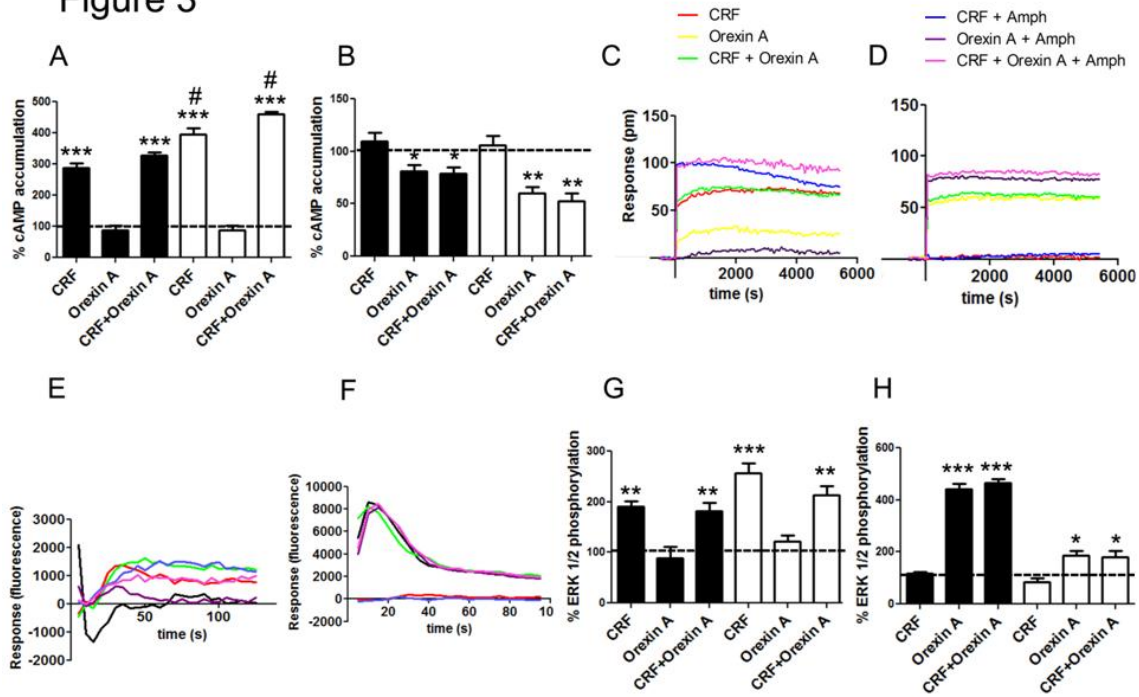 Figure 3
CRF
Orexin A
CRF + Orexin A
CRF + Amph
Orexin A + Amph
CRF + Orexin A + Amph
A
% cAMP accumulation
500
400
300
200
100
0
***
***
#
***
#
***
CRF
Orexin A
CRF+Orexin A
CRF
Orexin A
CRF+Orexin A
B
% cAMP accumulation
150
100
50
0
*
*
**
**
CRF
Orexin A
CRF+Orexin A
CRF
Orexin A
CRF+Orexin A
C
Response (pm)
150
100
50
2000
4000
6000
time (s)
D
150
100
50
2000
4000
6000
time (s)
E
Response (fluorescence)
3000
2000
1000
0
-1000
-2000
50
100
time (s)
F
Response (fluorescence)
10000
8000
6000
4000
2000
0
-2000
20
40
60
80
100
time (s)
G
% ERK 1/2 phosphorylation
300
200
100
0
**
**
***
**
CRF
Orexin A
CRF+Orexin A
CRF
Orexin A
CRF+Orexin A
H
% ERK 1/2 phosphorylation
600
400
200
0
***
***
*
*
CRF
Orexin A
CRF+Orexin A
CRF
Orexin A
CRF+Orexin A